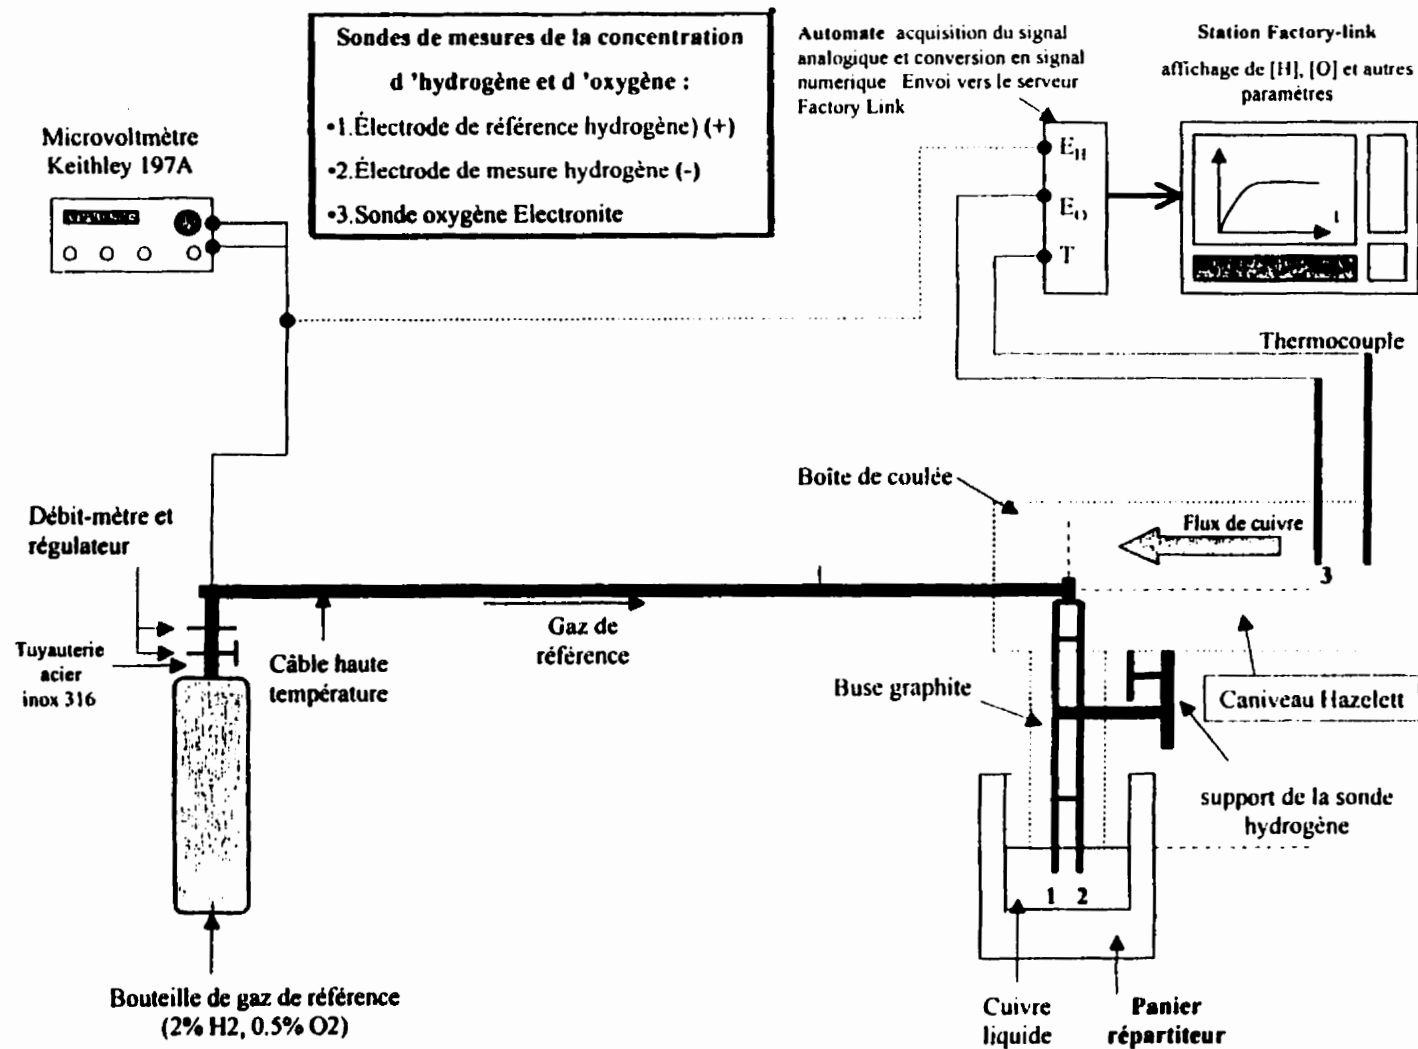 Sondes de mesures de la concentration
d 'hydrogène et d 'oxygène :
•1.Électrode de référence hydrogène) (+)
•2.Électrode de mesure hydrogène (-)
•3.Sonde oxygène Electronite
Automate acquisition du signal
analogique et conversion en signal
numerique Envoi vers le serveur
Factory Link
Station Factory-link
affichage de [H], [O] et autres
paramètres
Microvoltmètre
Keithley 197A
E_H
E_O
T
t
Thermocouple
Boîte de coulée
Flux de cuivre
3
Débit-mètre et
régulateur
Tuyauterie
acier
inox 316
Câble haute
température
Gaz de
référence
Buse graphite
Caniveau Hazelett
support de la sonde
hydrogène
1 2
Bouteille de gaz de référence
(2% H2, 0.5% O2)
Cuivre
liquide
Panier
répartiteur